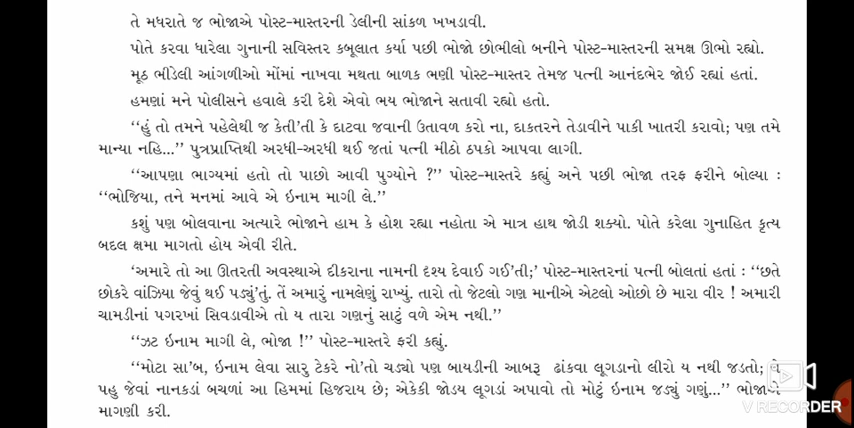 તે મધરાતે જ ભોજાએ પોસ્ટ-માસ્તરની ડેલીની સાંકળ ખખડાવી.
પોતે કરવા ધારેલા ગુનાની સવિસ્તર કબૂલાત કર્યા પછી ભોજો છોભીલો બનીને પોસ્ટ-માસ્તરની સમક્ષ ઊભો રહ્યો.
મૂઠ ભીડેલી આંગળીઓ મોંમાં નાખવા મથતા બાળક ભણી પોસ્ટ-માસ્તર તેમજ પત્ની આનંદભેર જોઈ રહ્યાં હતાં.
હમણાં મને પોલીસને હવાલે કરી દેશે એવો ભય ભોજાને સતાવી રહ્યો હતો.
‘‘હું તો તમને પહેલેથી જ કે’તી’તી કે દાટવા જવાની ઉતાવળ કરો ના, દાકતરને તેડાવીને પાકી ખાતરી કરાવો; પણ તમે
માન્યા નહિ...’’ પુત્રપ્રાપ્તિથી અરધી-અરધી થઈ જતાં પત્ની મીઠો ઠપકો આપવા લાગી.
‘‘આપણા ભાગ્યમાં હતો તો પાછો આવી પુગ્યોને ?’’ પોસ્ટ-માસ્તરે કહ્યું અને પછી ભોજા તરફ ફરીને બોલ્યા :
‘‘ભોજિયા, તને મનમાં આવે એ ઇનામ માગી લે.’’
કશું પણ બોલવાના અત્યારે ભોજાને હામ કે હોશ રહ્યા નહોતા એ માત્ર હાથ જોડી શક્યો. પોતે કરેલા ગુનાહિત કૃત્ય
બદલ ક્ષમા માગતો હોય એવી રીતે.
‘અમારે તો આ ઊતરતી અવસ્થાએ દીકરાના નામની દશ્ય દેવાઈ ગઈ’તી;’ પોસ્ટ-માસ્તરનાં પત્ની બોલતાં હતાં : ‘‘છતે
છોકરે વાંઝિયા જેવું થઈ પડ્યું’તું. તેં અમારું નામલેણું રાખ્યું. તારો તો જેટલો ગણ માનીએ એટલો ઓછો છે મારા વીર ! અમારી
ચામડીનાં પગરખાં સિવડાવીએ તો ય તારા ગણનું સાટું વળે એમ નથી.’’
‘‘ઝટ ઇનામ માગી લે, ભોજા !’’ પોસ્ટ-માસ્તરે ફરી કહ્યું.
‘‘મોટા સા’બ, ઇનામ લેવા સારુ ટેકરે નો’તો ચડ્યો પણ બાયડીની આબરૂ ઢાંકવા લૂગડાનો લીરો ય નથી જડતો;
પહુ જેવાં નાનકડાં બચળાં આ હિમમાં હિજરાય છે; એકેકી જોડય લૂગડાં અપાવો તો મોટું ઇનામ જડ્યું ગણું...’’ ભોજાએ
માગણી કરી.
V RECORDER